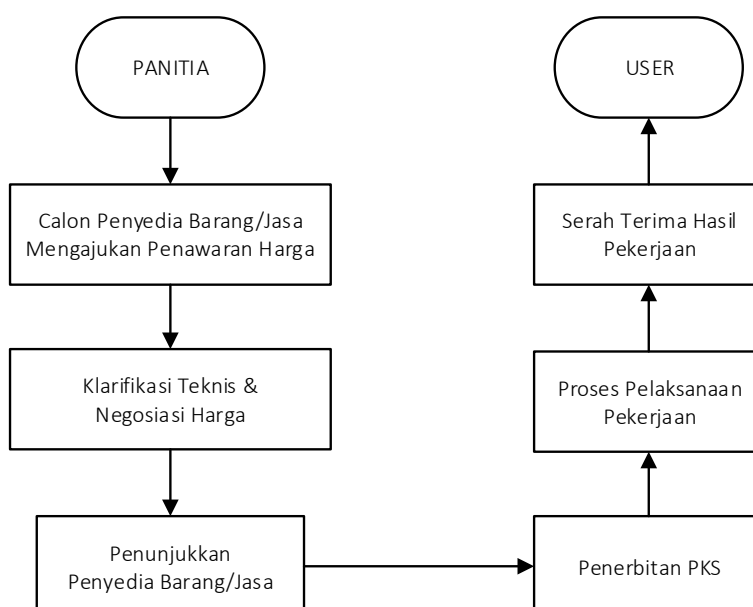 PANITIA
Calon Penyedia Barang/Jasa
Mengajukan Penawaran Harga
Klarifikasi Teknis &
Negosiasi Harga
Penunjukkan
Penyedia Barang/Jasa
Penerbitan PKS
Proses Pelaksanaan
Pekerjaan
Serah Terima Hasil
Pekerjaan
USER